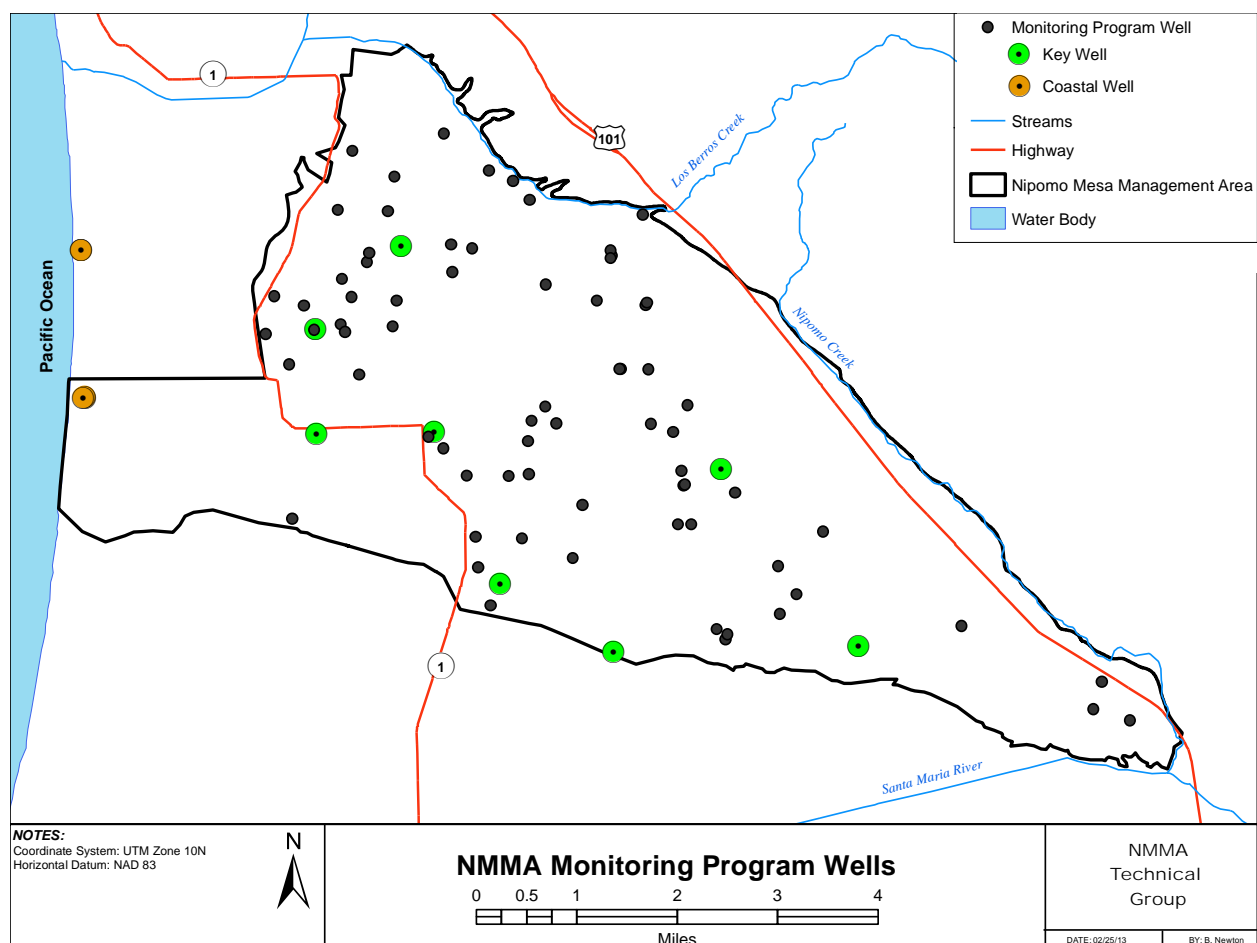 Monitoring Program Well
Key Well
Coastal Well
Streams
Highway
Nipomo Mesa Management Area
Water Body
1
101
Los Berros Creek
Nipomo Creek
Pacific Ocean
1
Santa Maria River
NOTES:
Coordinate System: UTM Zone 10N
Horizontal Datum: NAD 83
N
NMMA Monitoring Program Wells
0 0.5 1 2 3 4
Miles
NMMA
Technical
Group
DATE: 02/25/13
BY: B. Newton